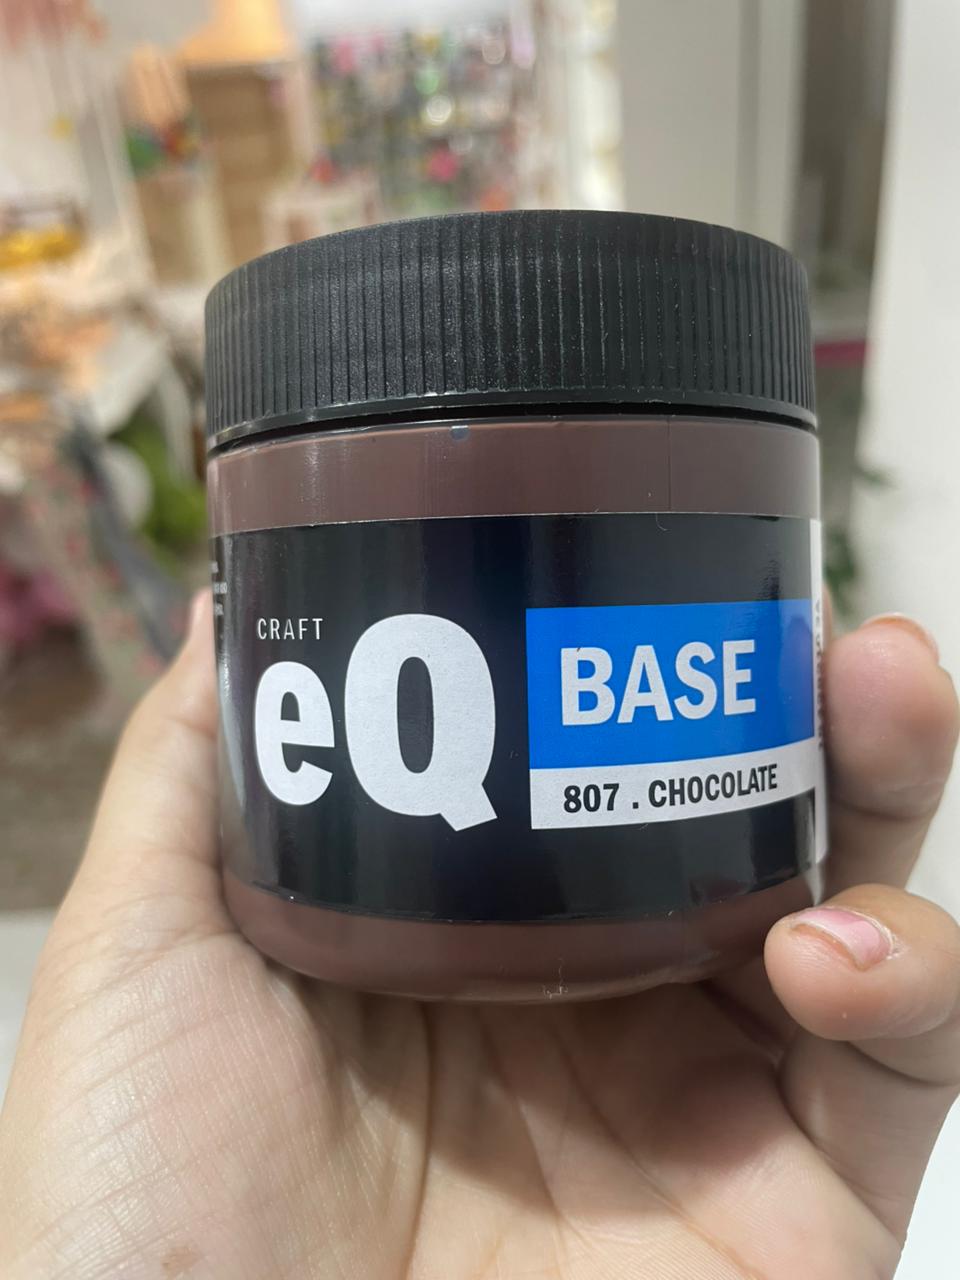 CRAFT
eQ
BASE
807 . CHOCOLATE